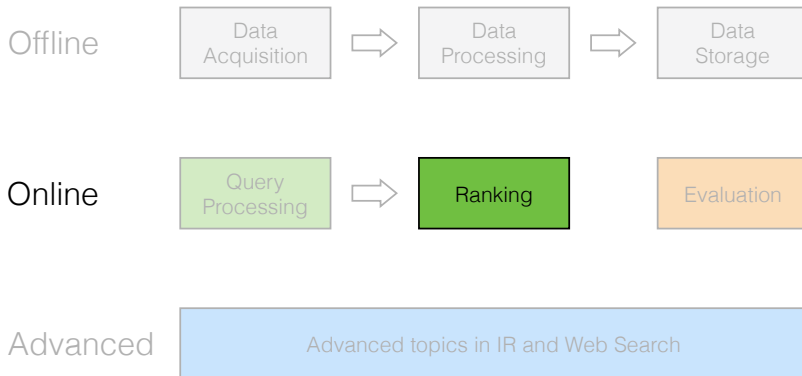 Offline
Data
Acquisition
Data
Processing
Data
Storage
Online
Query
Processing
Ranking
Evaluation
Advanced
Advanced topics in IR and Web Search